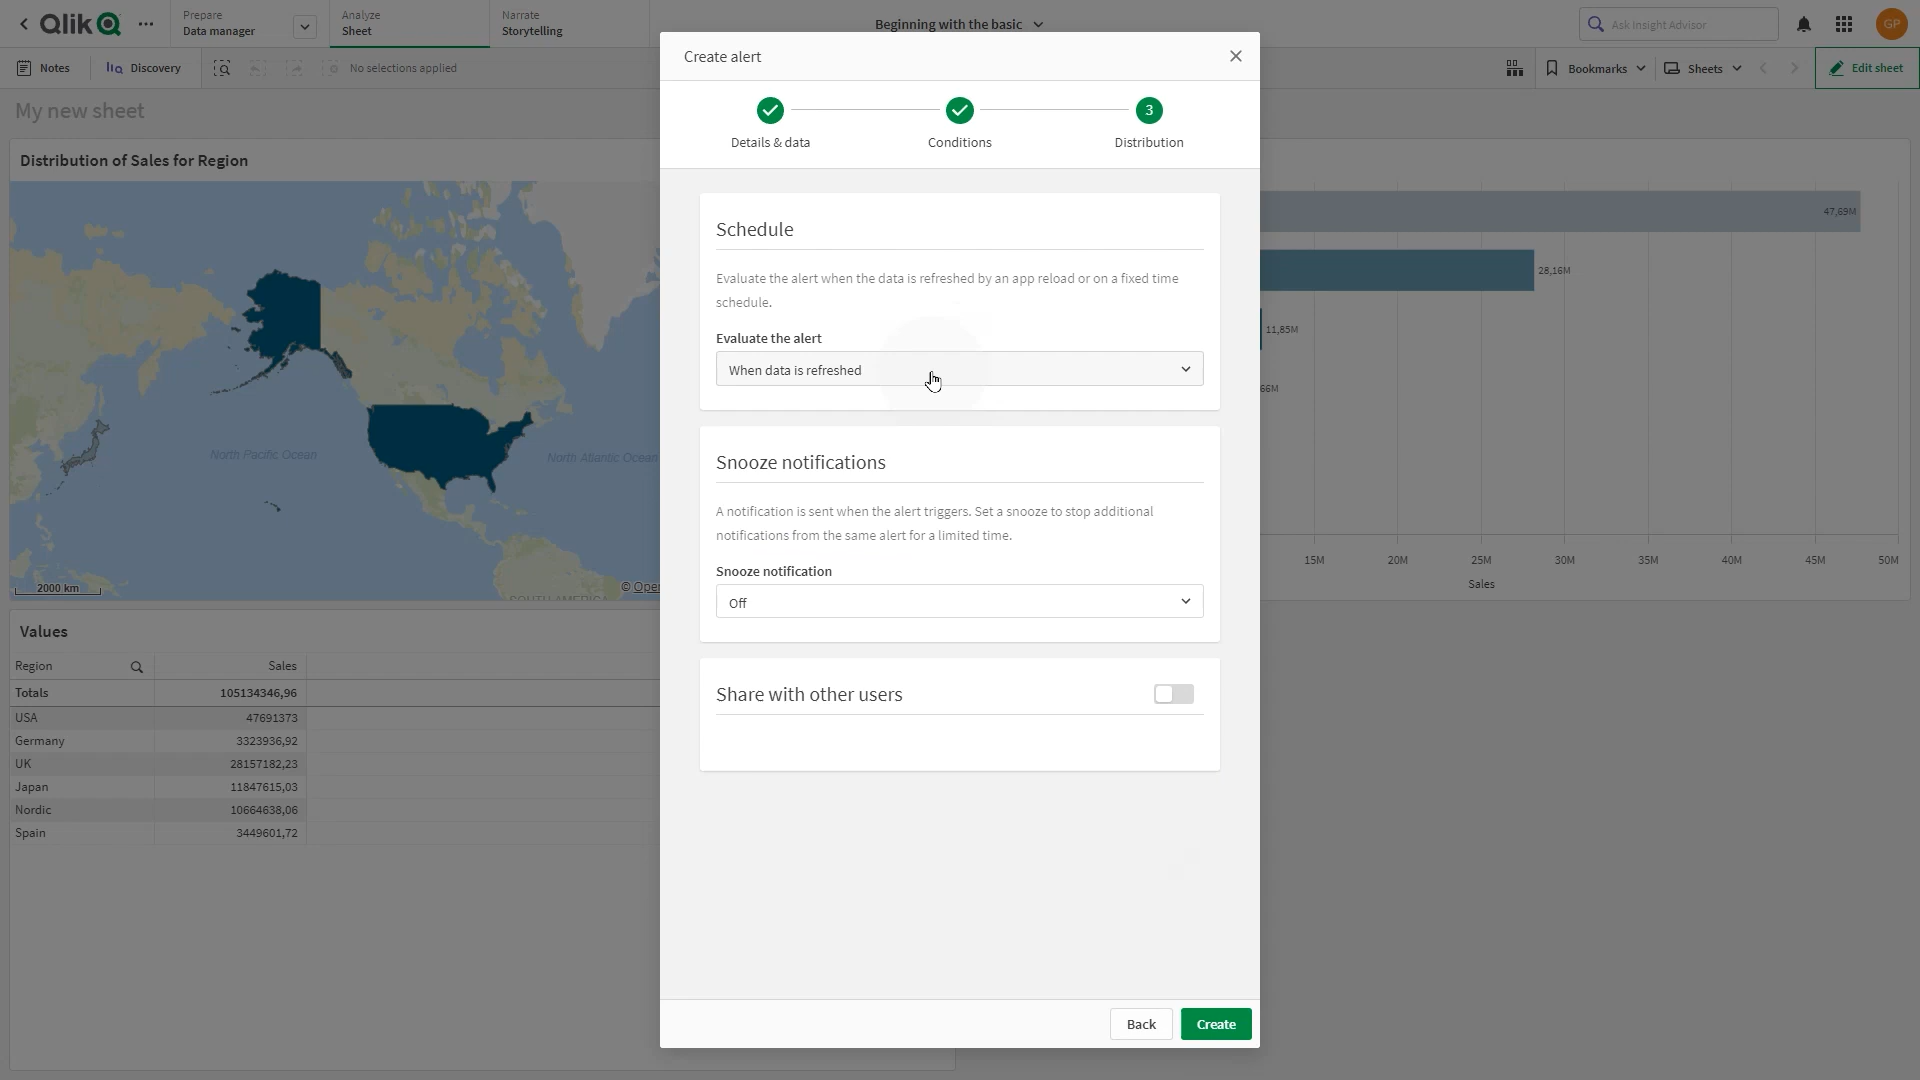 Qlik
Prepare
Data manager
Analyze
Sheet
Narrate
Storytelling
Beginning with the basic
Ask Insight Advisor
GP
Notes
Discovery
No selections applied
Bookmarks
Sheets
Edit sheet
My new sheet
Distribution of Sales for Region
North Pacific Ocean
North Atlantic Ocean
2000 km
© Oper
Values
Region Sales
Totals 105134346,96
USA 47691373
Germany 3323936,92
UK 28157182,23
Japan 11847615,03
Nordic 10664638,06
Spain 3449601,72
Create alert
3
Details & data
Conditions
Distribution
Schedule
Evaluate the alert when the data is refreshed by an app reload or on a fixed time
schedule.
Evaluate the alert
When data is refreshed
Snooze notifications
A notification is sent when the alert triggers. Set a snooze to stop additional
notifications from the same alert for a limited time.
Snooze notification
Off
Share with other users
Back
Create
47,69M
28,16M
11,85M
66M
15M 20M 25M 30M 35M 40M 45M 50M
Sales